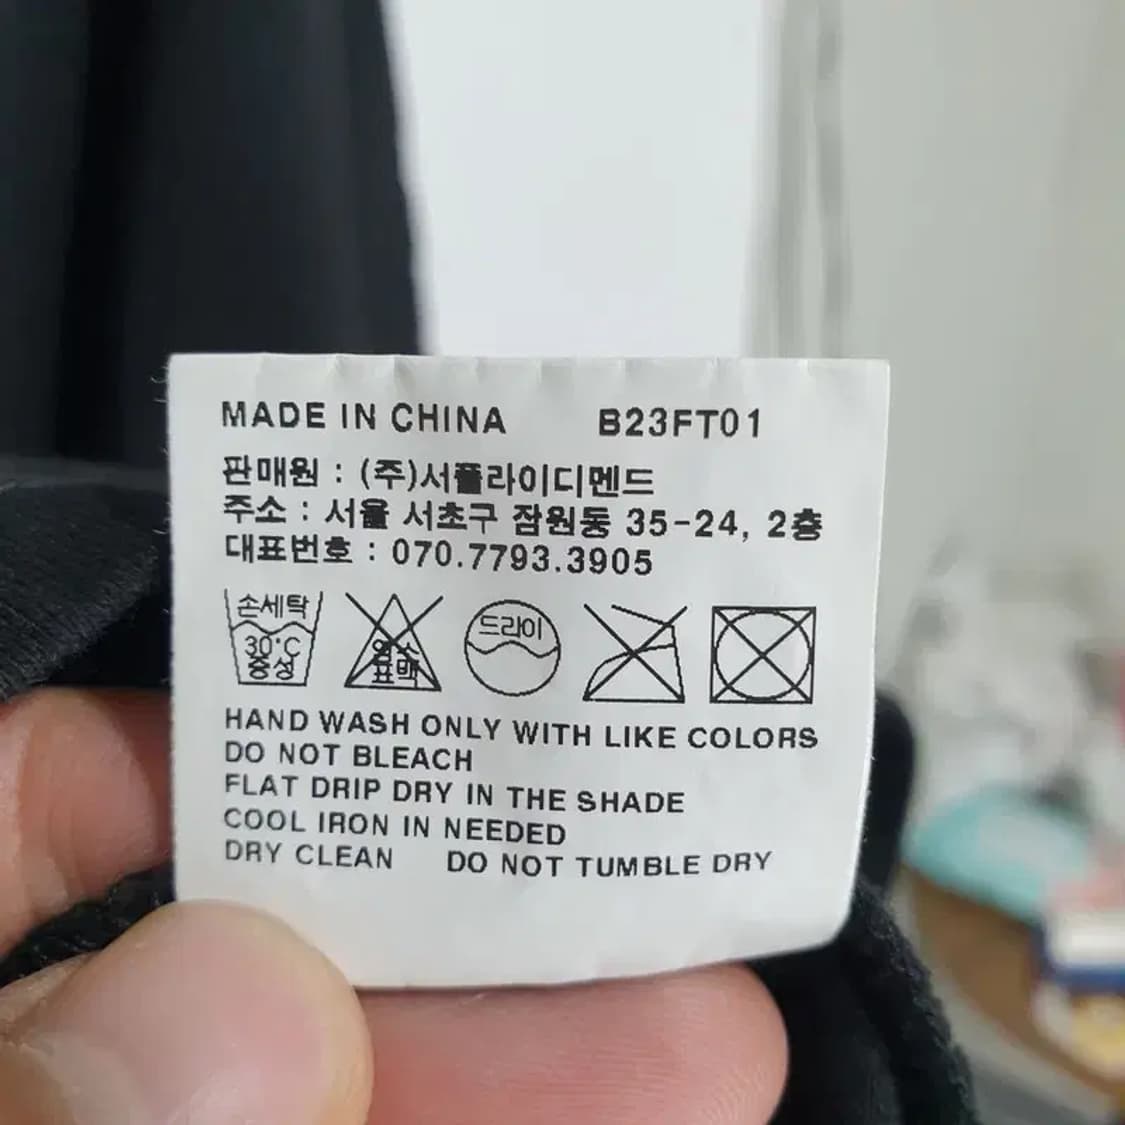 MADE IN CHINA B23FT01
판매원 : (주)서플라이디멘드
주소 : 서울 서초구 잠원동 35-24, 2층
대표번호 : 070.7793.3905
손세탁
30°C
중성
염소
표백
드라이
HAND WASH ONLY WITH LIKE COLORS
DO NOT BLEACH
FLAT DRIP DRY IN THE SHADE
COOL IRON IN NEEDED
DRY CLEAN DO NOT TUMBLE DRY